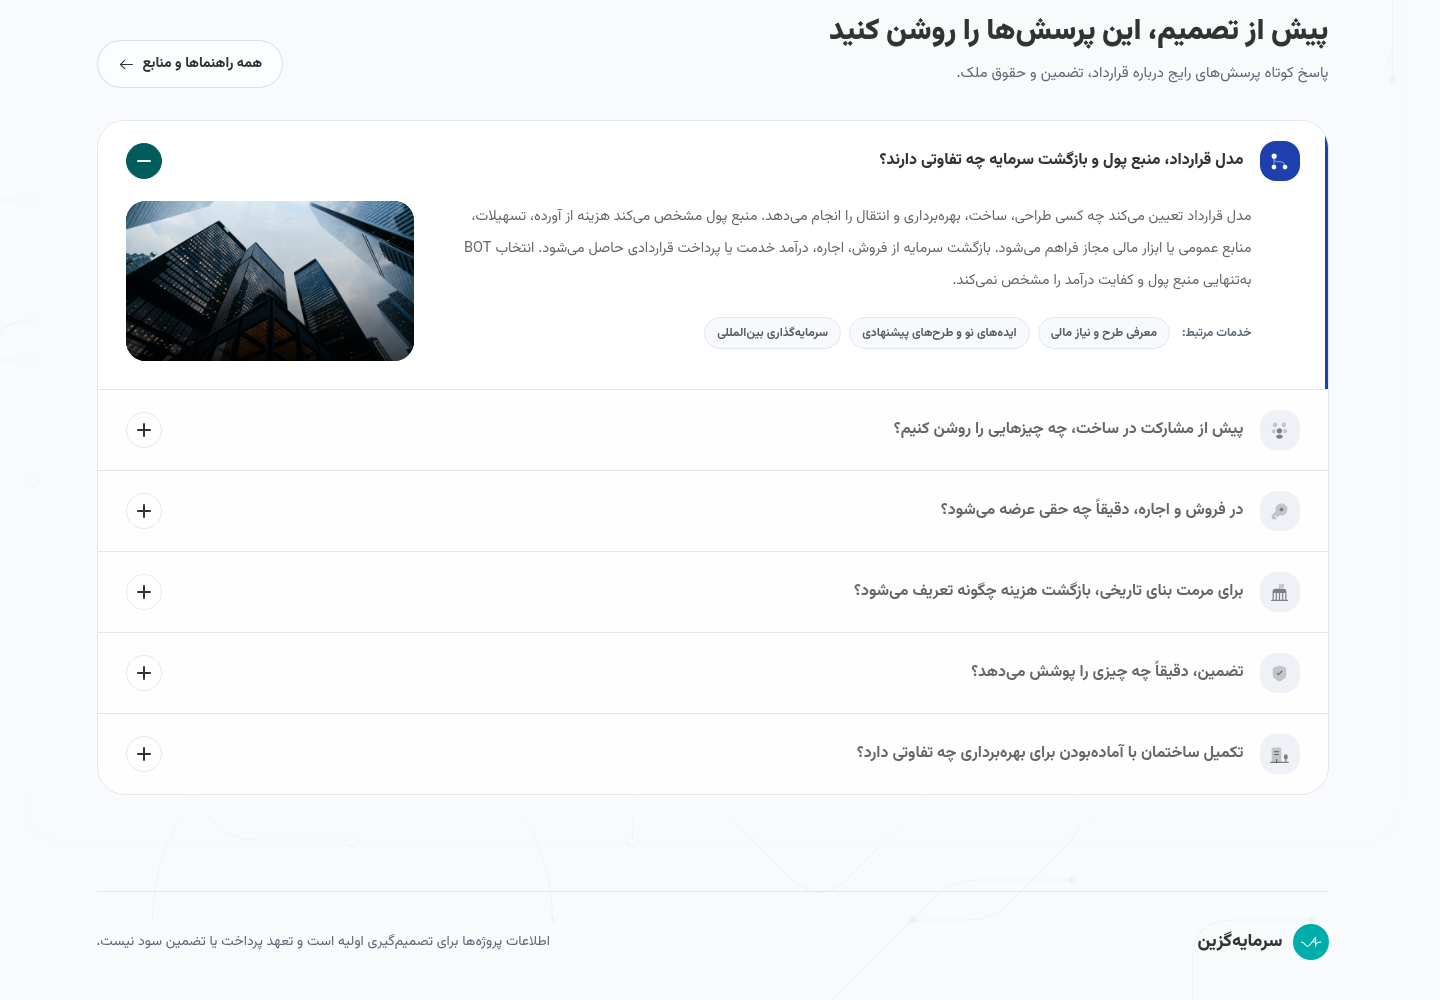 پیش از تصمیم، این پرسش‌ها را روشن کنید
پاسخ کوتاه پرسش‌های رایج درباره قرارداد، تضمین و حقوق ملک.
همه راهنماها و منابع
مدل قرارداد، منبع پول و بازگشت سرمایه چه تفاوتی دارند؟
مدل قرارداد تعیین می‌کند چه کسی طراحی، ساخت، بهره‌برداری و انتقال را انجام می‌دهد. منبع پول مشخص می‌کند هزینه از آورده، تسهیلات،
منابع عمومی یا ابزار مالی مجاز فراهم می‌شود. بازگشت سرمایه از فروش، اجاره، درآمد خدمت یا پرداخت قراردادی حاصل می‌شود. انتخاب BOT
به‌تنهایی منبع پول و کفایت درآمد را مشخص نمی‌کند.
خدمات مرتبط: معرفی طرح و نیاز مالی ایده‌های نو و طرح‌های پیشنهادی سرمایه‌گذاری بین‌المللی
پیش از مشارکت در ساخت، چه چیزهایی را روشن کنیم؟
در فروش و اجاره، دقیقاً چه حقی عرضه می‌شود؟
برای مرمت بنای تاریخی، بازگشت هزینه چگونه تعریف می‌شود؟
تضمین، دقیقاً چه چیزی را پوشش می‌دهد؟
تکمیل ساختمان با آماده‌بودن برای بهره‌برداری چه تفاوتی دارد؟
سرمایه‌گزین
اطلاعات پروژه‌ها برای تصمیم‌گیری اولیه است و تعهد پرداخت یا تضمین سود نیست.